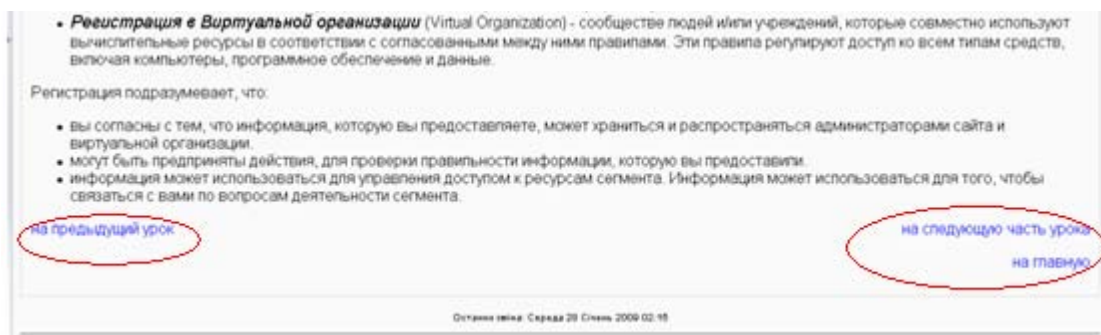 • Регистрация в Виртуальной организации (Virtual Organization) - сообществе людей и/или учреждений, которые совместно используют
вычислительные ресурсы в соответствии с согласованными между ними правилами. Эти правила регулируют доступ ко всем типам средств,
включая компьютеры, программное обеспечение и данные.
Регистрация подразумевает, что:
• вы согласны с тем, что информация, которую вы предоставляете, может храниться и распространяться администраторами сайта и
виртуальной организации.
• могут быть предприняты действия, для проверки правильности информации, которую вы предоставили.
• информация может использоваться для управления доступом к ресурсам сегмента. Информация может использоваться для того, чтобы
связаться с вами по вопросам деятельности сегмента.
на предыдущий урок
на следующую часть урока
на главную
Остання зміна: Середа 28 Січень 2009 02:15